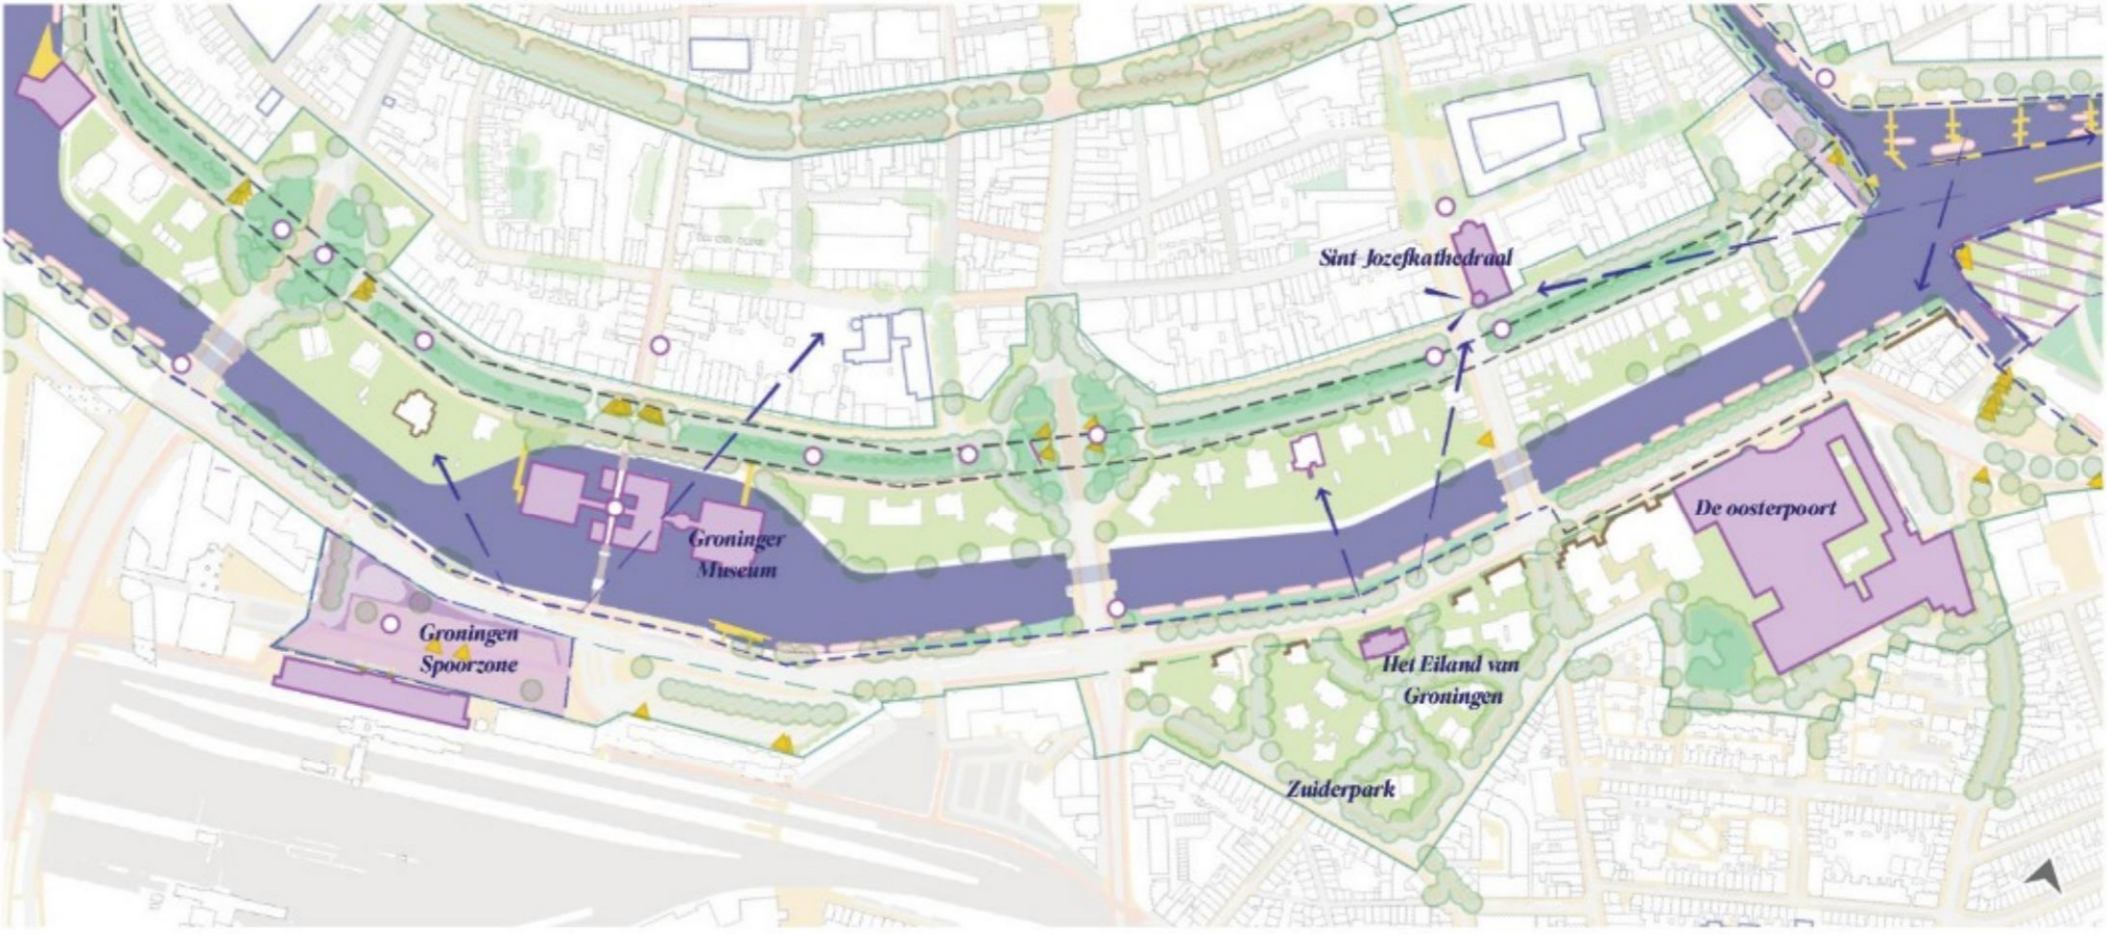 Sint Jozefkathedraal
De oosterpoort
Groninger
Museum
Groningen
Spoorzone
Het Eiland van
Groningen
Zuiderpark